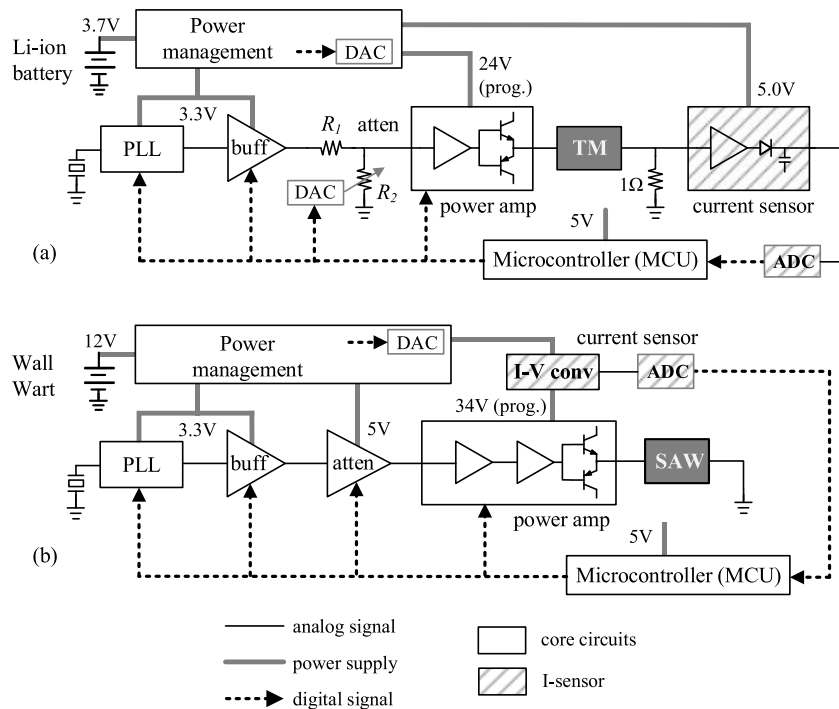 3.7V
Li-ion
battery
Power
management
DAC
3.3V
24V
(prog.)
5.0V
PLL
buff
R1
atten
DAC
R2
power amp
TM
1Ω
current sensor
5V
Microcontroller (MCU)
ADC
(a)
12V
Wall
Wart
Power
management
DAC
current sensor
I-V conv
ADC
3.3V
5V
34V (prog.)
PLL
buff
atten
power amp
SAW
5V
Microcontroller (MCU)
(b)
analog signal
power supply
digital signal
core circuits
I-sensor